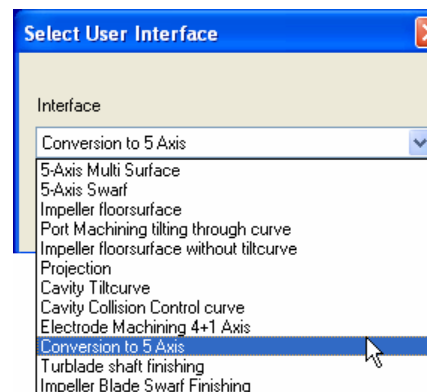 Select User Interface
Interface
Conversion to 5 Axis
5-Axis Multi Surface
5-Axis Swarf
Impeller floorsurface
Port Machining tilting through curve
Impeller floorsurface without tiltcurve
Projection
Cavity Tiltcurve
Cavity Collision Control curve
Electrode Machining 4+1 Axis
Conversion to 5 Axis
Turblade shaft finishing
Impeller Blade Swarf Finishing